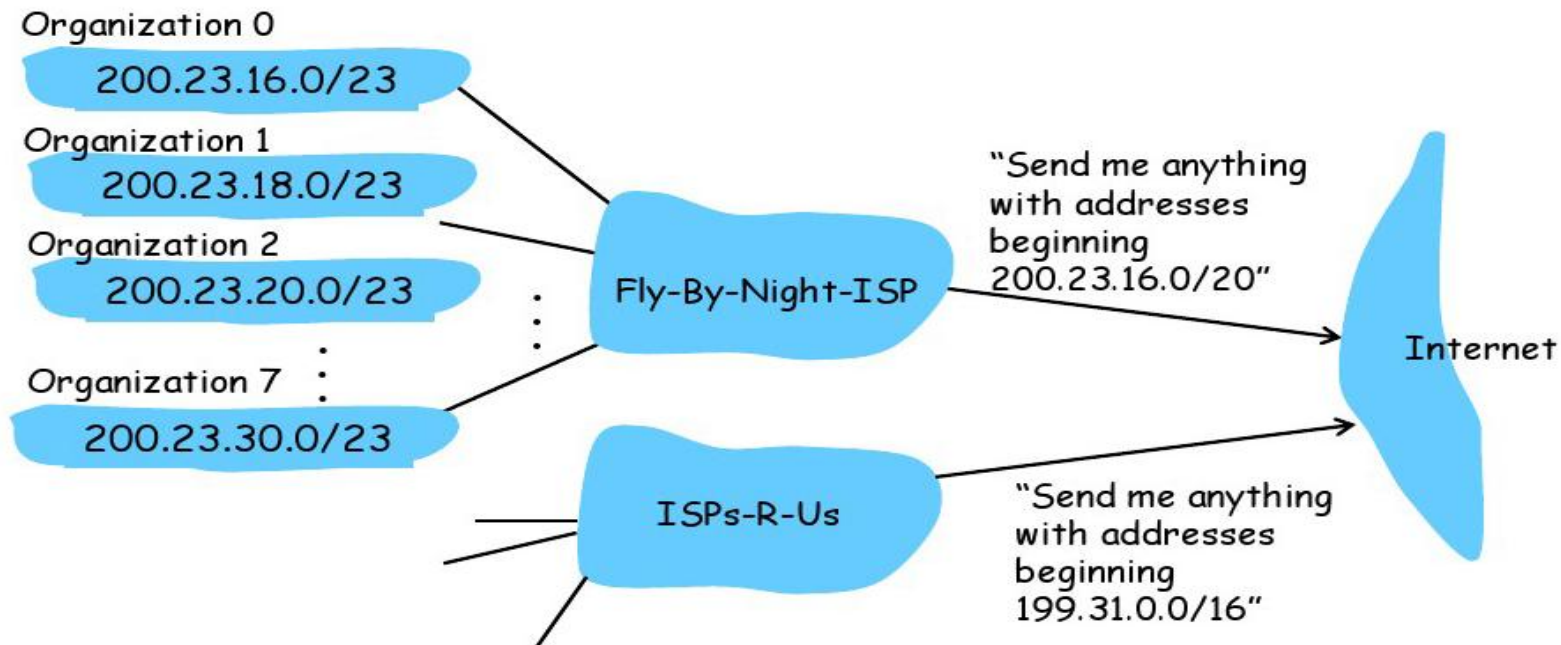 Organization 0
200.23.16.0/23
Organization 1
200.23.18.0/23
Organization 2
200.23.20.0/23
Organization 7
200.23.30.0/23
Fly-By-Night-ISP
“Send me anything
with addresses
beginning
200.23.16.0/20”
Internet
ISPs-R-Us
“Send me anything
with addresses
beginning
199.31.0.0/16”